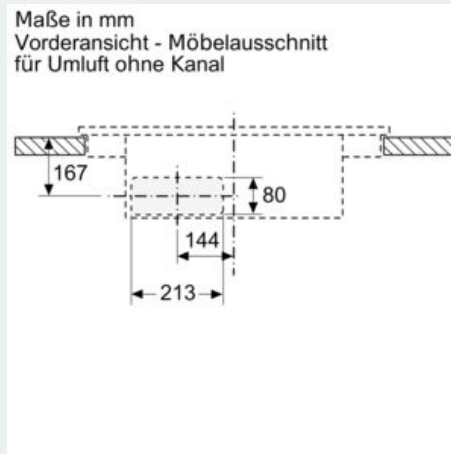 Maße in mm
Vorderansicht - Möbelausschnitt
für Umluft ohne Kanal
167
80
144
213